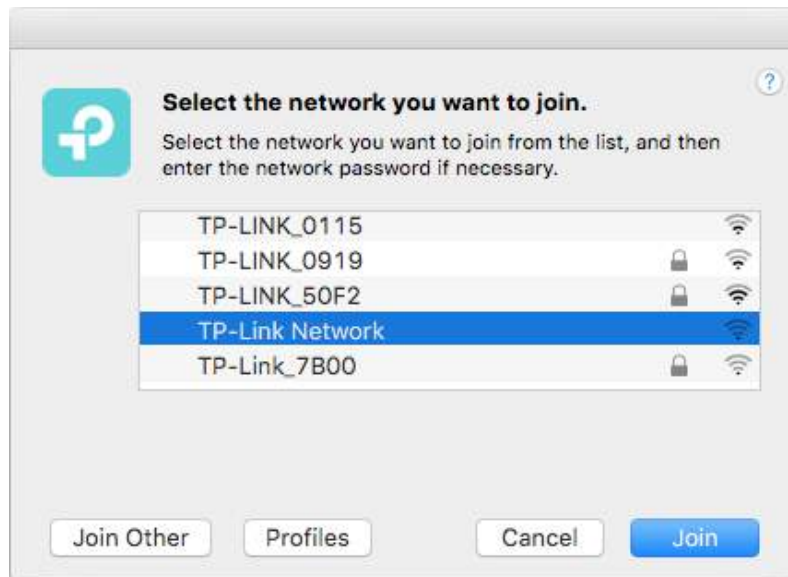 ?
Select the network you want to join.
Select the network you want to join from the list, and then
enter the network password if necessary.
TP-LINK_0115
TP-LINK_0919
TP-LINK_50F2
TP-Link Network
TP-Link_7B00
Join Other
Profiles
Cancel
Join